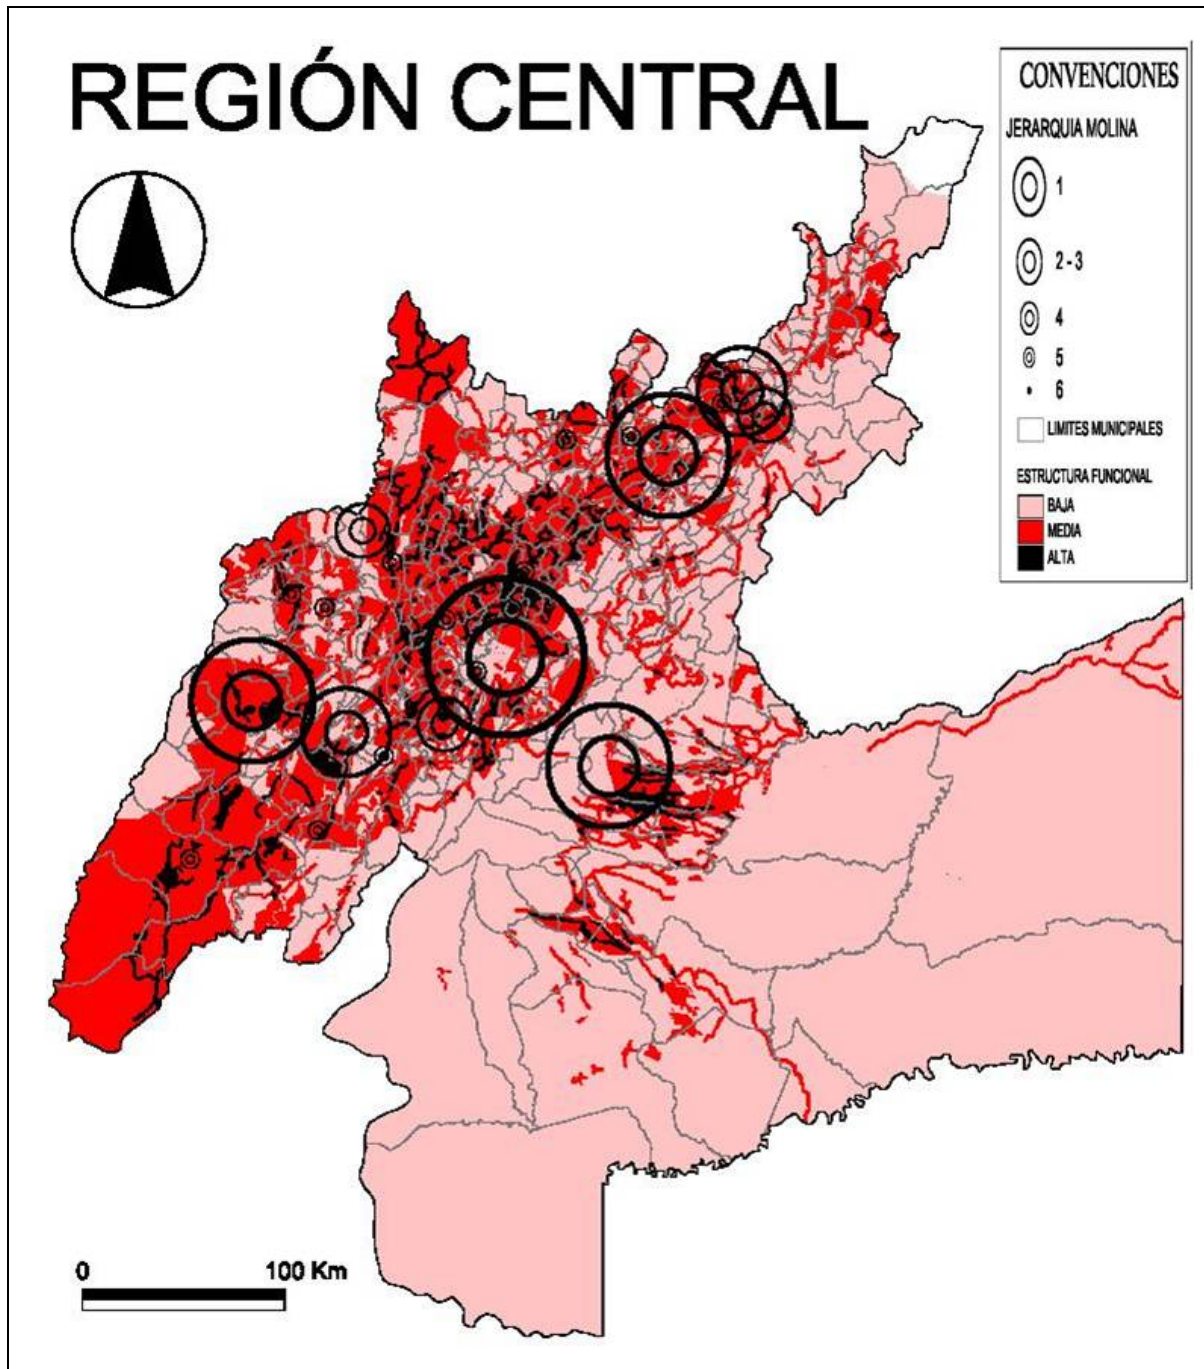 REGIÓN CENTRAL
CONVENCIONES
JERARQUIA MOLINA
1
2 - 3
4
5
6
LIMITES MUNICIPALES
ESTRUCTURA FUNCIONAL
BAJA
MEDIA
ALTA
0 100 Km